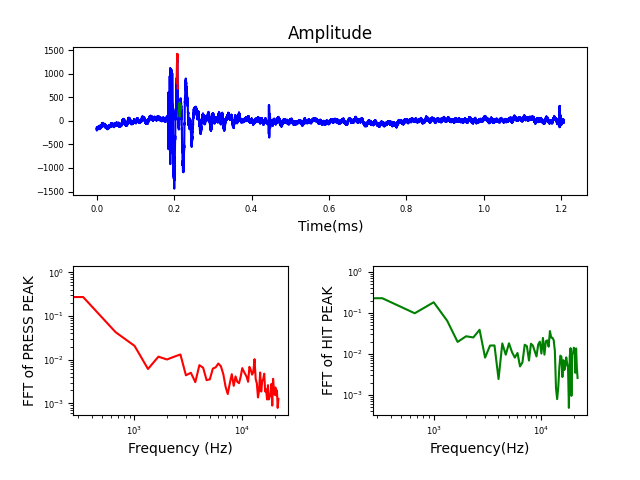 Amplitude
1500
1000
500
0
−500
−1000
−1500
0.0 0.2 0.4 0.6 0.8 1.0 1.2
Time(ms)
FFT of PRESS PEAK
10⁰
10⁻¹
10⁻²
10⁻³
10³ 10⁴
Frequency (Hz)
FFT of HIT PEAK
10⁰
10⁻¹
10⁻²
10⁻³
10³ 10⁴
Frequency(Hz)